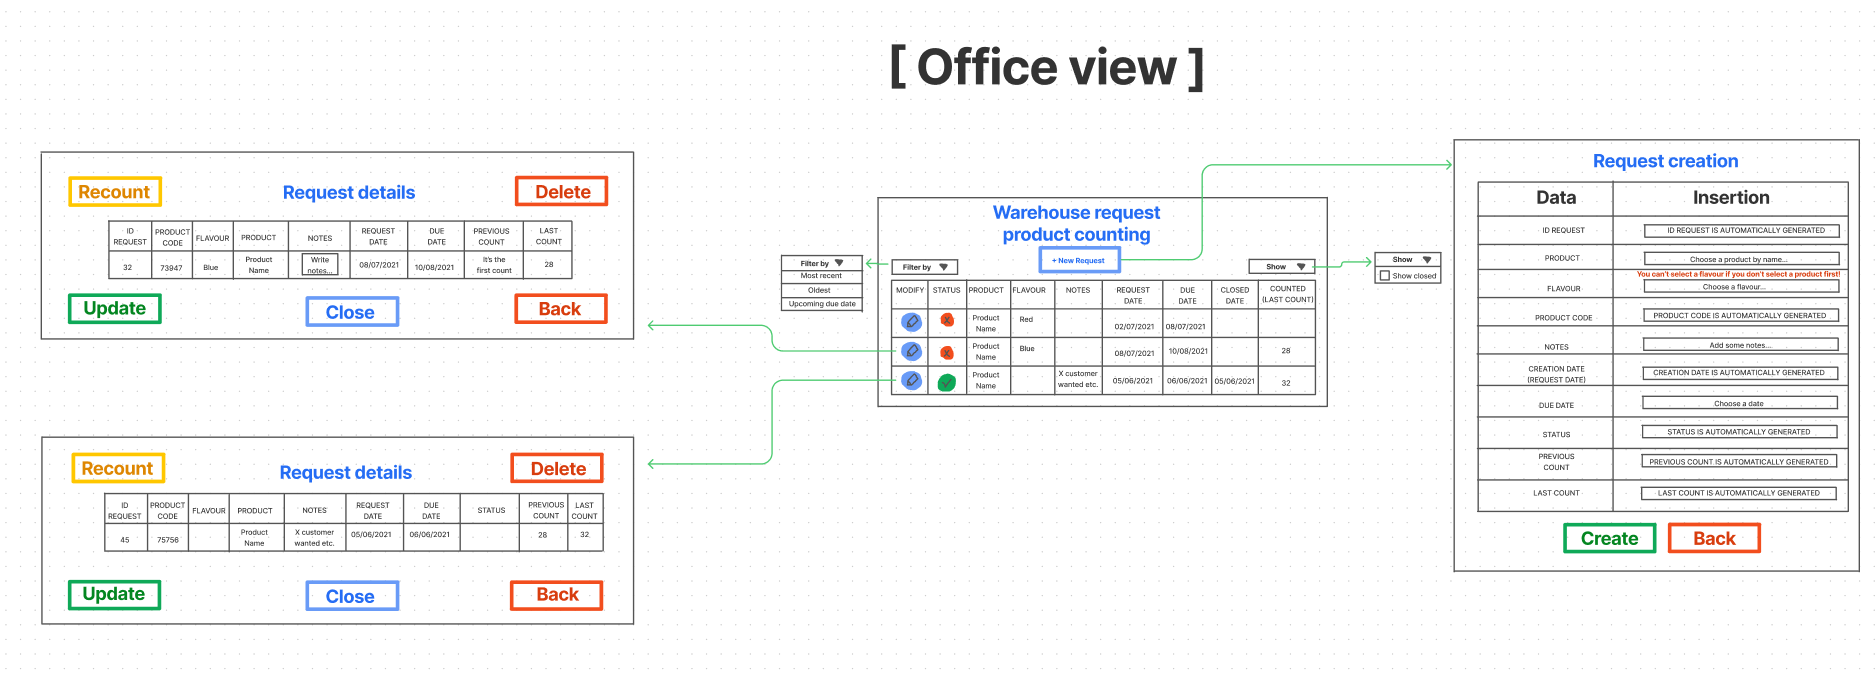 [ Office view ]
Recount
Request details
Delete
ID REQUEST
PRODUCT CODE
FLAVOUR
PRODUCT
NOTES
REQUEST DATE
DUE DATE
PREVIOUS COUNT
LAST COUNT
32
73947
Blue
Product Name
Write notes...
08/07/2021
10/08/2021
It's the first count
28
Update
Close
Back
Recount
Request details
Delete
ID REQUEST
PRODUCT CODE
FLAVOUR
PRODUCT
NOTES
REQUEST DATE
DUE DATE
STATUS
PREVIOUS COUNT
LAST COUNT
45
75756
Product Name
X customer wanted etc.
05/06/2021
06/06/2021
28
32
Update
Close
Back
Filter by
Most recent
Oldest
Upcoming due date
Warehouse request
product counting
+ New Request
Filter by
Show
MODIFY
STATUS
PRODUCT
FLAVOUR
NOTES
REQUEST DATE
DUE DATE
CLOSED DATE
COUNTED (LAST COUNT)
X
Product Name
Red
02/07/2021
08/07/2021
X
Product Name
Blue
08/07/2021
10/08/2021
28
Product Name
X customer wanted etc.
05/06/2021
06/06/2021
05/06/2021
32
Show
Show closed
Request creation
Data
Insertion
ID REQUEST
ID REQUEST IS AUTOMATICALLY GENERATED
PRODUCT
Choose a product by name...
You can't select a flavour if you don't select a product first!
FLAVOUR
Choose a flavour...
PRODUCT CODE
PRODUCT CODE IS AUTOMATICALLY GENERATED
NOTES
Add some notes....
CREATION DATE
(REQUEST DATE)
CREATION DATE IS AUTOMATICALLY GENERATED
DUE DATE
Choose a date
STATUS
STATUS IS AUTOMATICALLY GENERATED
PREVIOUS
COUNT
PREVIOUS COUNT IS AUTOMATICALLY GENERATED
LAST COUNT
LAST COUNT IS AUTOMATICALLY GENERATED
Create
Back